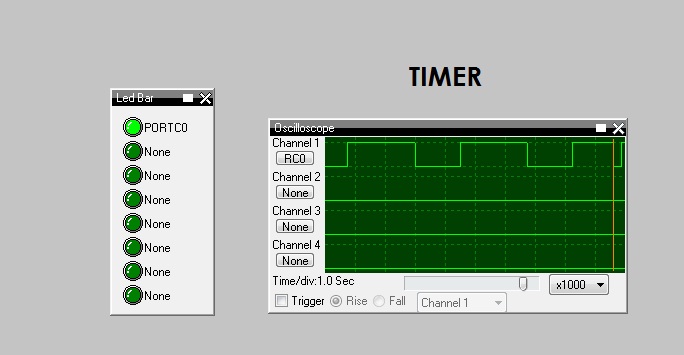 TIMER
Led Bar
PORTC0
None
None
None
None
None
None
None
Oscilloscope
Channel 1
RC0
Channel 2
None
Channel 3
None
Channel 4
None
Time/div:1.0 Sec
x1000
Trigger Rise Fall Channel 1